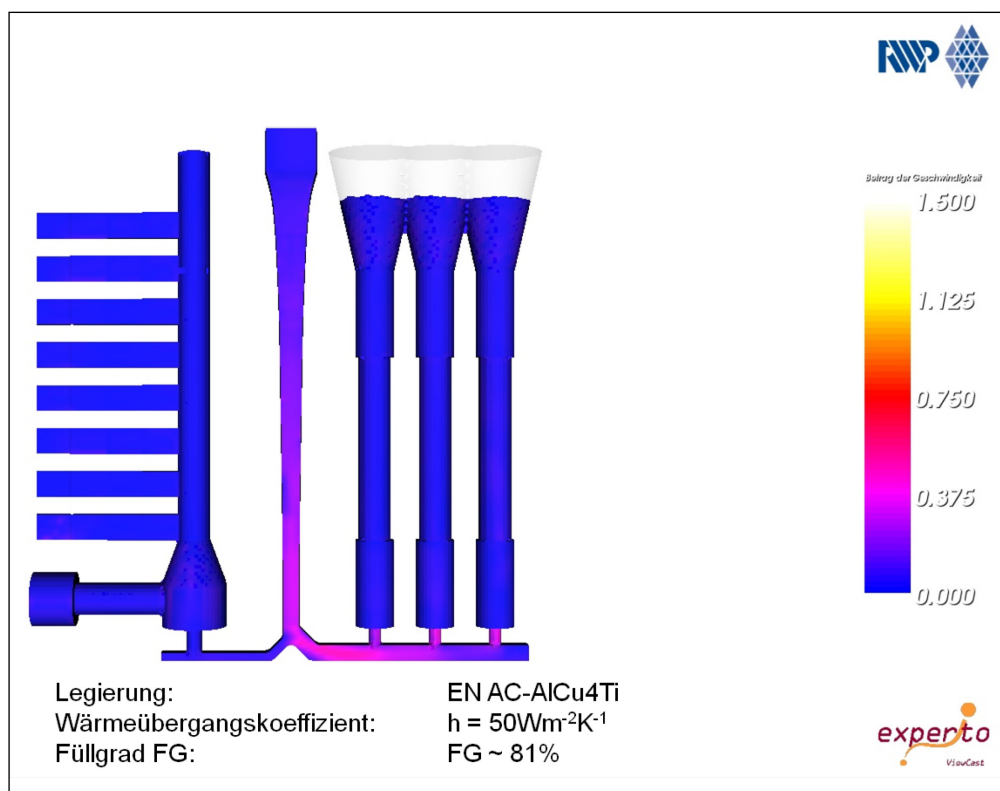 RWP
Betrag der Geschwindigkeit
1.500
1.125
0.750
0.375
0.000
Legierung: EN AC-AlCu4Ti
Wärmeübergangskoeffizient: h = 50Wm⁻²K⁻¹
Füllgrad FG: FG ~ 81%
experto
ViewCast